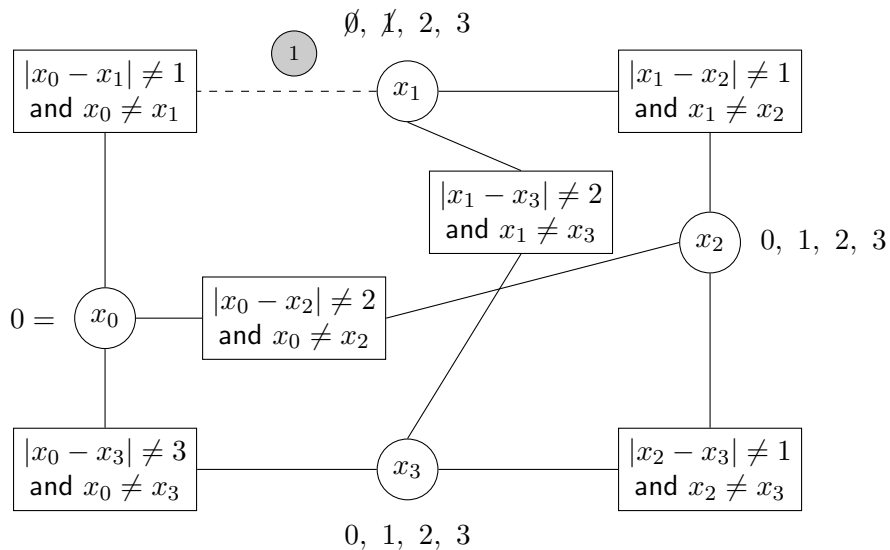 1
0̸, 1̸, 2, 3
|x₀ − x₁| ≠ 1
and x₀ ≠ x₁
x₁
|x₁ − x₂| ≠ 1
and x₁ ≠ x₂
|x₁ − x₃| ≠ 2
and x₁ ≠ x₃
x₂
0, 1, 2, 3
0 =
x₀
|x₀ − x₂| ≠ 2
and x₀ ≠ x₂
|x₀ − x₃| ≠ 3
and x₀ ≠ x₃
x₃
|x₂ − x₃| ≠ 1
and x₂ ≠ x₃
0, 1, 2, 3